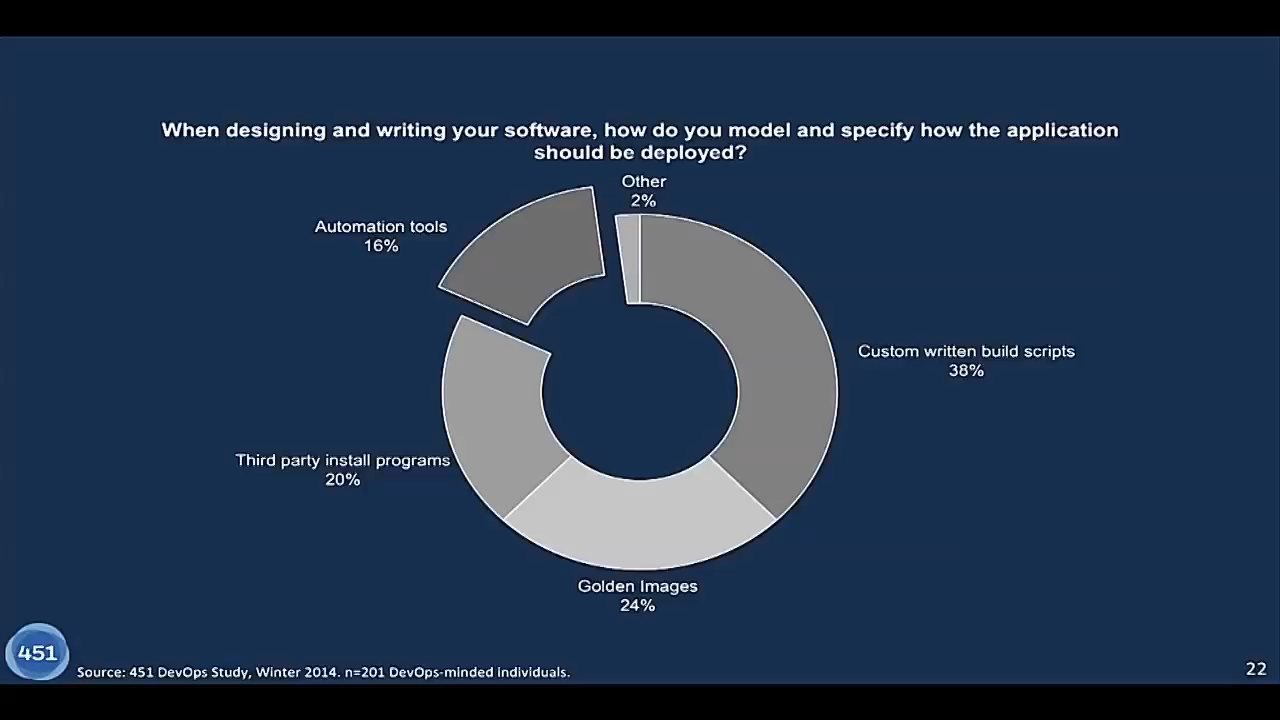 When designing and writing your software, how do you model and specify how the application
should be deployed?
Other
2%
Automation tools
16%
Custom written build scripts
38%
Third party install programs
20%
Golden Images
24%
451
Source: 451 DevOps Study, Winter 2014. n=201 DevOps-minded individuals.
22